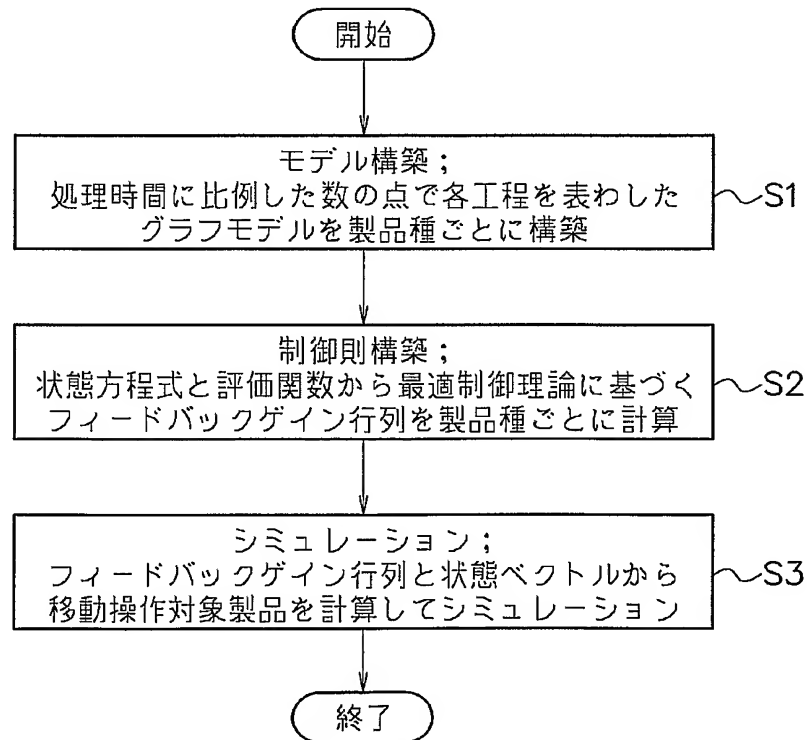 開始
モデル構築；
処理時間に比例した数の点で各工程を表わした
グラフモデルを製品種ごとに構築
S1
制御則構築；
状態方程式と評価関数から最適制御理論に基づく
フィードバックゲイン行列を製品種ごとに計算
S2
シミュレーション；
フィードバックゲイン行列と状態ベクトルから
移動操作対象製品を計算してシミュレーション
S3
終了